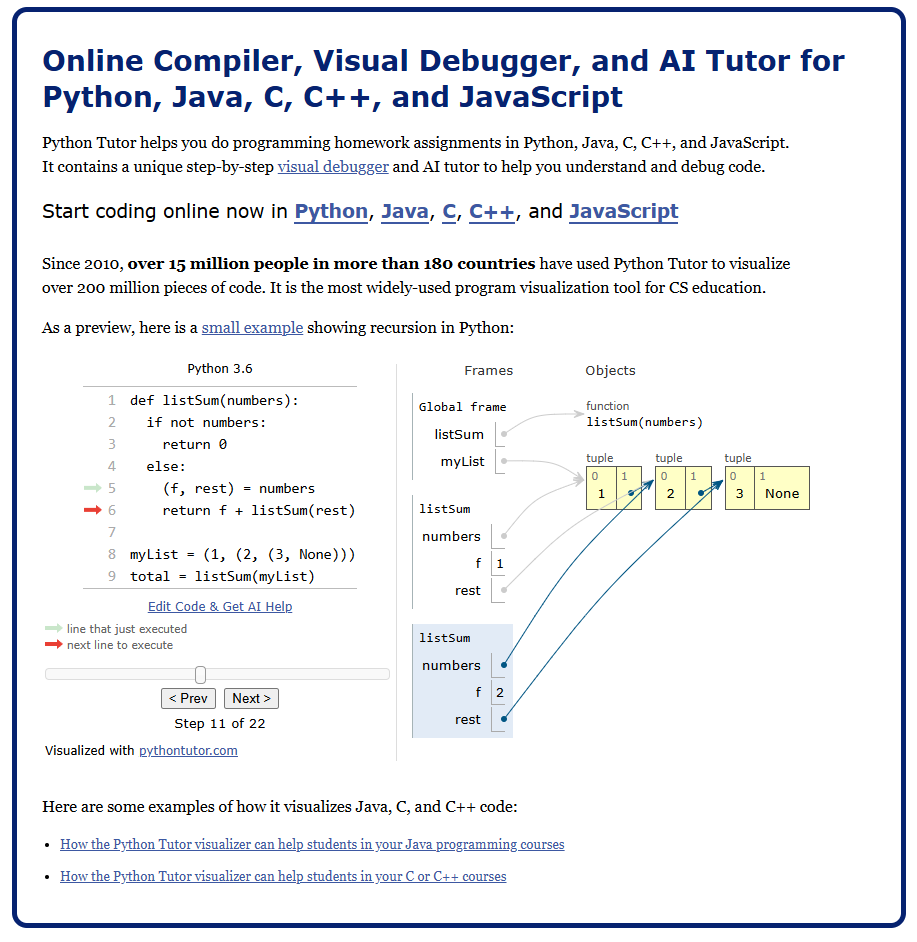 Online Compiler, Visual Debugger, and AI Tutor for
Python, Java, C, C++, and JavaScript
Python Tutor helps you do programming homework assignments in Python, Java, C, C++, and JavaScript.
It contains a unique step-by-step visual debugger and AI tutor to help you understand and debug code.
Start coding online now in Python, Java, C, C++, and JavaScript
Since 2010, over 15 million people in more than 180 countries have used Python Tutor to visualize
over 200 million pieces of code. It is the most widely-used program visualization tool for CS education.
As a preview, here is a small example showing recursion in Python:
Python 3.6
1 def listSum(numbers):
2   if not numbers:
3     return 0
4   else:
5     (f, rest) = numbers
6     return f + listSum(rest)
7
8 myList = (1, (2, (3, None)))
9 total = listSum(myList)
Edit Code & Get AI Help
line that just executed
next line to execute
< Prev Next >
Step 11 of 22
Visualized with pythontutor.com
Frames Objects
Global frame
listSum
myList
function
listSum(numbers)
tuple tuple tuple
0 1 0 1 0 1
1 2 3 None
listSum
numbers
f 1
rest
listSum
numbers
f 2
rest
Here are some examples of how it visualizes Java, C, and C++ code:
• How the Python Tutor visualizer can help students in your Java programming courses
• How the Python Tutor visualizer can help students in your C or C++ courses